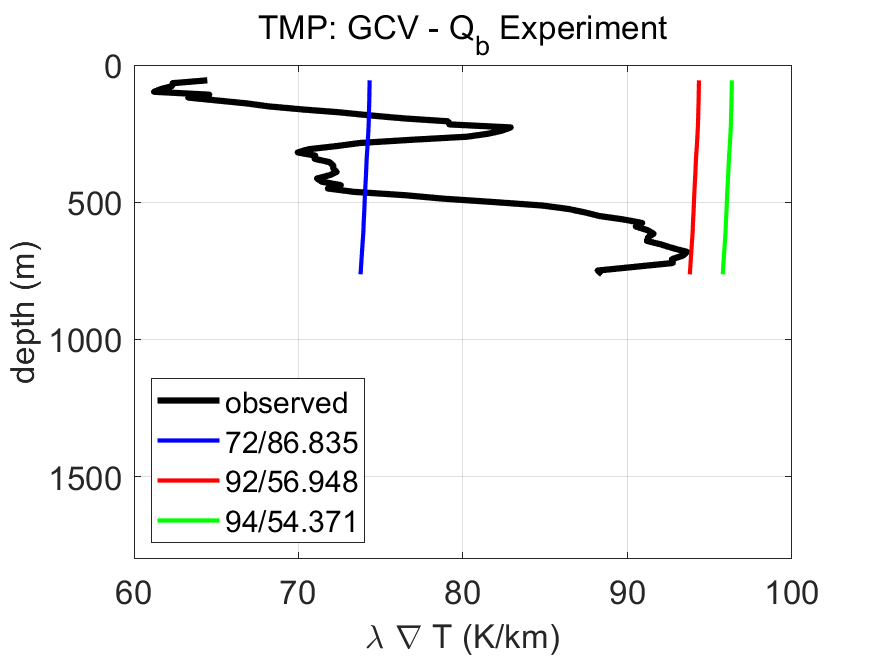 TMP: GCV - Qb Experiment
0
500
1000
1500
depth (m)
observed
72/86.835
92/56.948
94/54.371
60 70 80 90 100
λ ∇ T (K/km)